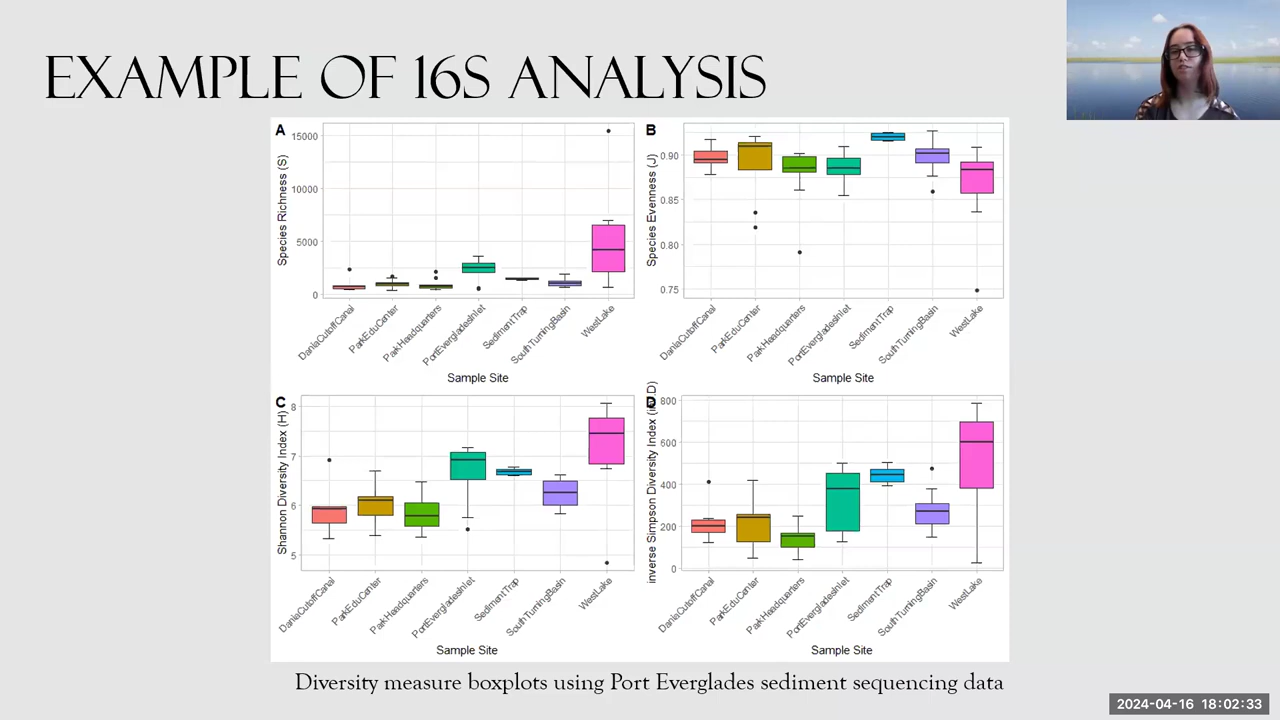 EXAMPLE OF 16S ANALYSIS
A
Species Richness (S)
15000
10000
5000
0
DaniaCutoffCanal
ParkEduCenter
ParkHeadquarters
PortEvergladesInlet
SedimentTrap
SouthTurningBasin
WestLake
Sample Site
B
Species Evenness (J)
0.90
0.85
0.80
0.75
DaniaCutoffCanal
ParkEduCenter
ParkHeadquarters
PortEvergladesInlet
SedimentTrap
SouthTurningBasin
WestLake
Sample Site
C
Shannon Diversity Index (H)
8
7
6
5
DaniaCutoffCanal
ParkEduCenter
ParkHeadquarters
PortEvergladesInlet
SedimentTrap
SouthTurningBasin
WestLake
Sample Site
D
inverse Simpson Diversity Index
800
600
400
200
0
DaniaCutoffCanal
ParkEduCenter
ParkHeadquarters
PortEvergladesInlet
SedimentTrap
SouthTurningBasin
WestLake
Sample Site
Diversity measure boxplots using Port Everglades sediment sequencing data
2024-04-16 18:02:33